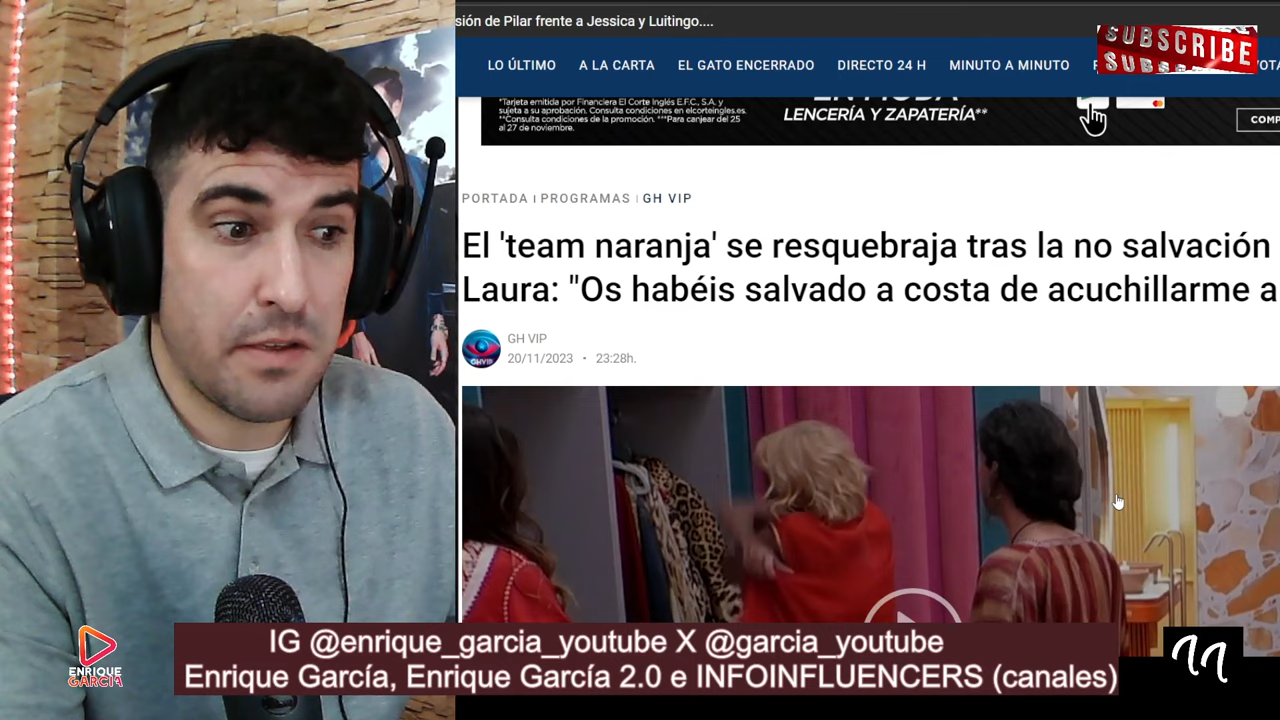 sión de Pilar frente a Jessica y Luitingo....
SUBSCRIBE
LO ÚLTIMO A LA CARTA EL GATO ENCERRADO DIRECTO 24 H MINUTO A MINUTO
*Tarjeta emitida por Financiera El Corte Inglés E.F.C., S.A. y
sujeta a su aprobación. Consulta condiciones en elcorteingles.es.
**Consulta condiciones de la promoción. ***Para canjear del 25
al 27 de noviembre.
LENCERÍA Y ZAPATERÍA**
COMP
PORTADA | PROGRAMAS | GH VIP
El 'team naranja' se resquebraja tras la no salvación
Laura: "Os habéis salvado a costa de acuchillarme a
GH VIP
20/11/2023 · 23:28h.
IG @enrique_garcia_youtube X @garcia_youtube
Enrique García, Enrique García 2.0 e INFOINFLUENCERS (canales)
ENRIQUE
GARCÍA